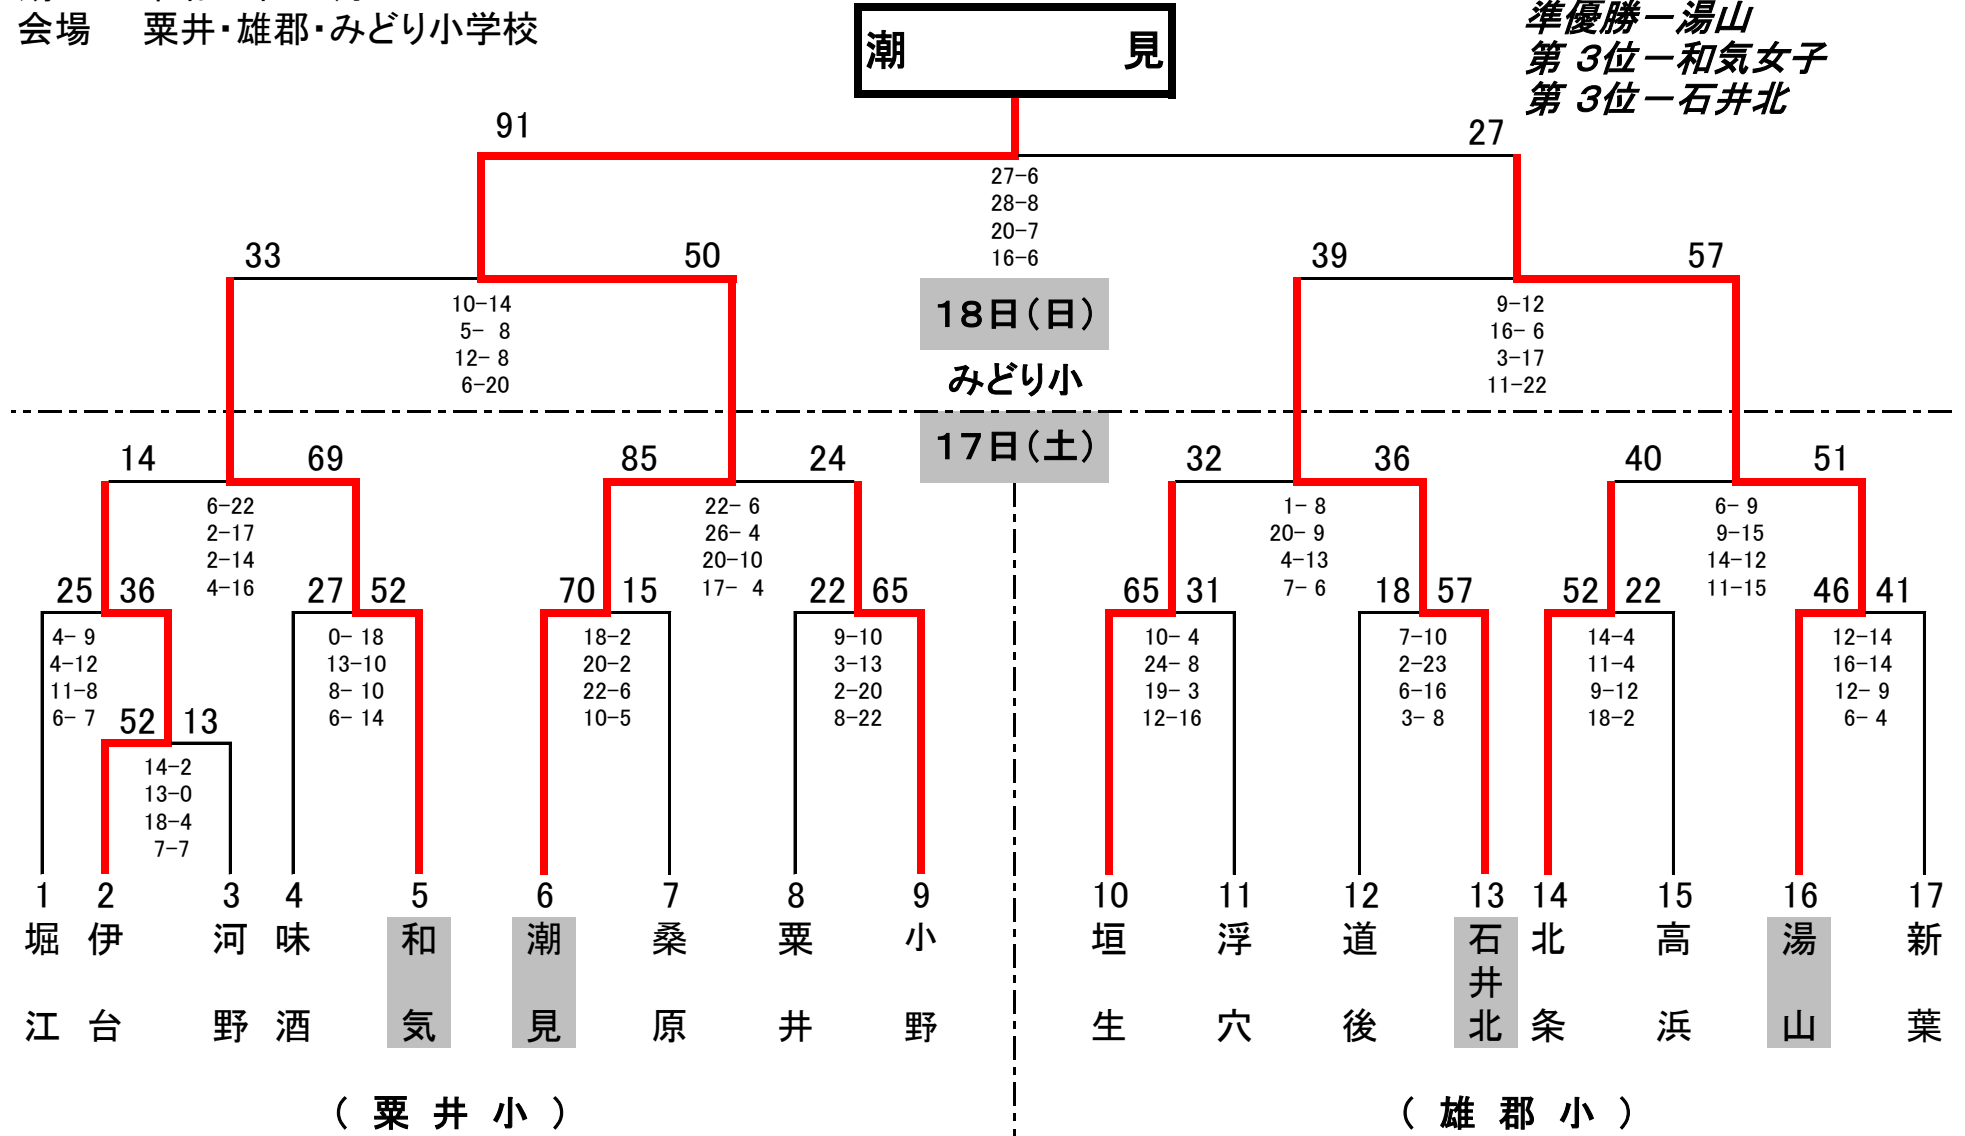 会場 粟井・雄郡・みどり小学校
潮 見
準優勝－湯山
第 3位－和気女子
第 3位－石井北
91 27
27-6
28-8
20-7
16-6
33 50 39 57
10-14
5- 8
12- 8
6-20
9-12
16- 6
3-17
11-22
18日(日)
みどり小
17日(土)
14 69 85 24 32 36 40 51
6-22
2-17
2-14
4-16
22- 6
26- 4
20-10
17- 4
1- 8
20- 9
4-13
7- 6
6- 9
9-15
14-12
11-15
25 36 27 52 70 15 22 65 65 31 18 57 52 22 46 41
4- 9
4-12
11-8
6- 7
0- 18
13-10
8- 10
6- 14
18-2
20-2
22-6
10-5
9-10
3-13
2-20
8-22
10- 4
24- 8
19- 3
12-16
7-10
2-23
6-16
3- 8
14-4
11-4
9-12
18-2
12-14
16-14
12- 9
6- 4
52 13
14-2
13-0
18-4
7-7
1 2 3 4 5 6 7 8 9 10 11 12 13 14 15 16 17
堀江
伊台
河野
味酒
和気
潮見
桑原
粟井
小野
垣生
浮穴
道後
石井北
北条
高浜
湯山
新葉
( 粟 井 小 ) ( 雄 郡 小 )